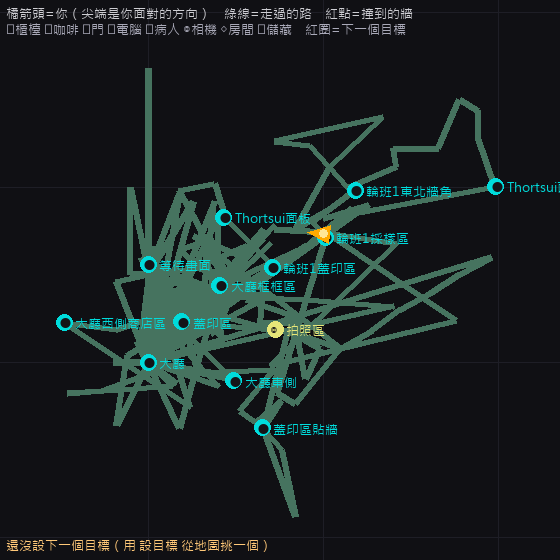 橘箭頭=你（尖端是你面對的方向） 綠線=走過的路 紅點=撞到的牆
櫃檯 咖啡 門 電腦 病人 相機 房間 儲藏 紅圈=下一個目標
Thortsui
輪班1東北牆角
Thortsui面板
輪班1採樣區
等待畫面
輪班1蓋印區
大廳框框區
大廳西側商店區
蓋印區
拍照區
大廳
大廳東側
蓋印區貼牆
還沒設下一個目標（用 設目標 從地圖挑一個）